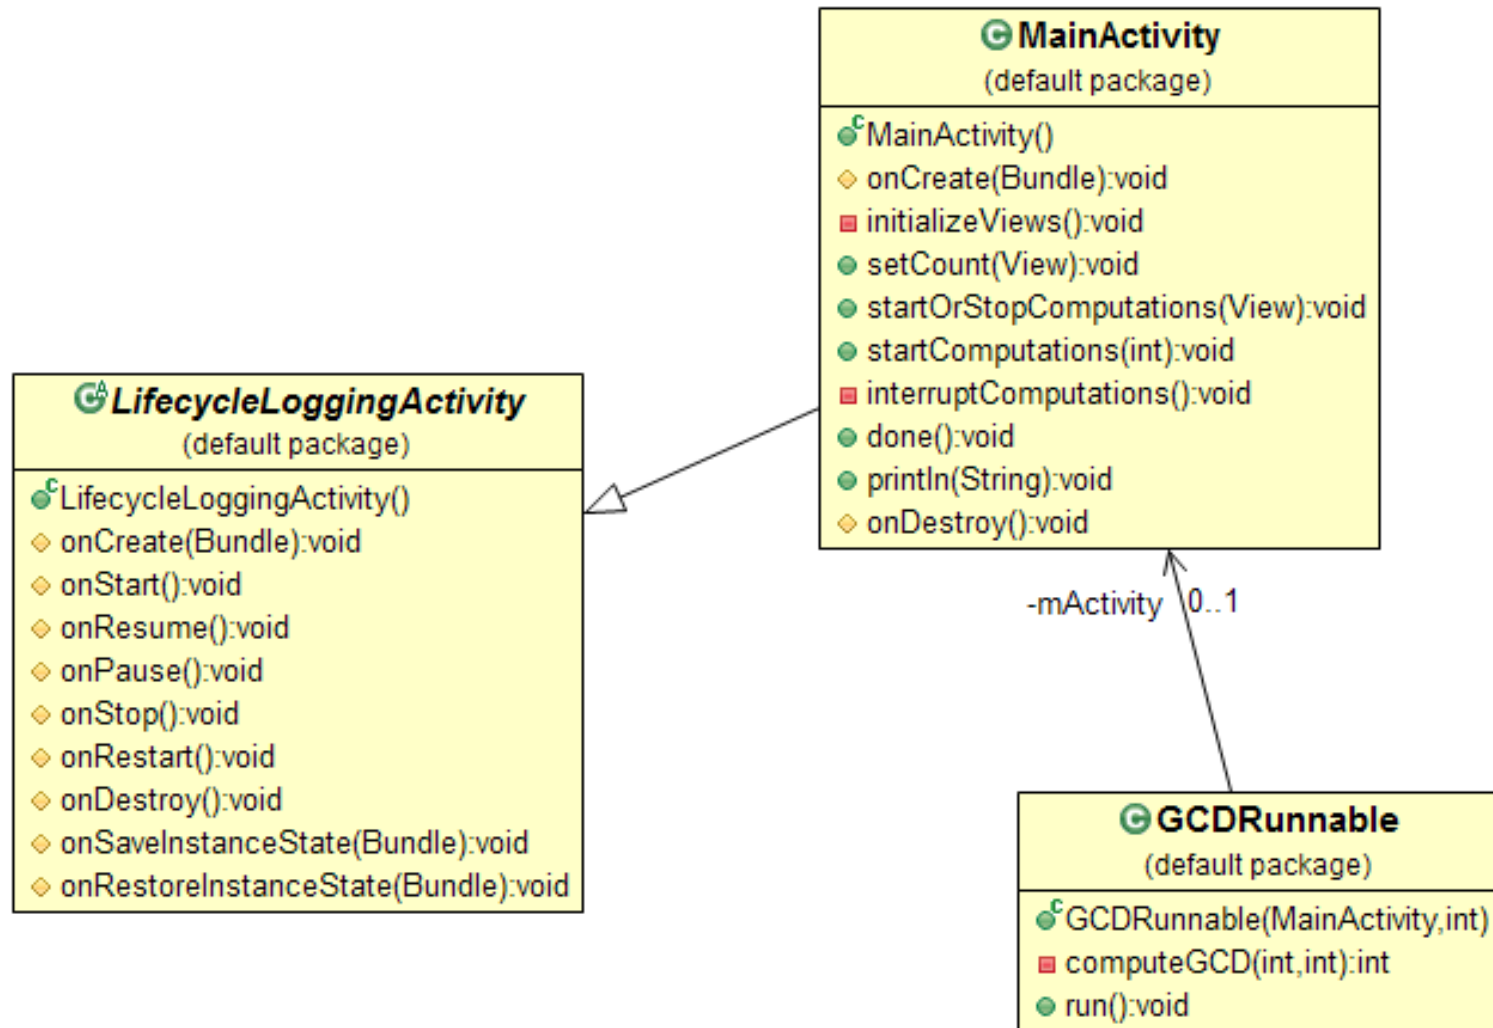 MainActivity
(default package)
MainActivity()
onCreate(Bundle):void
initializeViews():void
setCount(View):void
startOrStopComputations(View):void
startComputations(int):void
interruptComputations():void
done():void
println(String):void
onDestroy():void
LifecycleLoggingActivity
(default package)
LifecycleLoggingActivity()
onCreate(Bundle):void
onStart():void
onResume():void
onPause():void
onStop():void
onRestart():void
onDestroy():void
onSaveInstanceState(Bundle):void
onRestoreInstanceState(Bundle):void
-mActivity 0..1
GCDRunnable
(default package)
GCDRunnable(MainActivity,int)
computeGCD(int,int):int
run():void